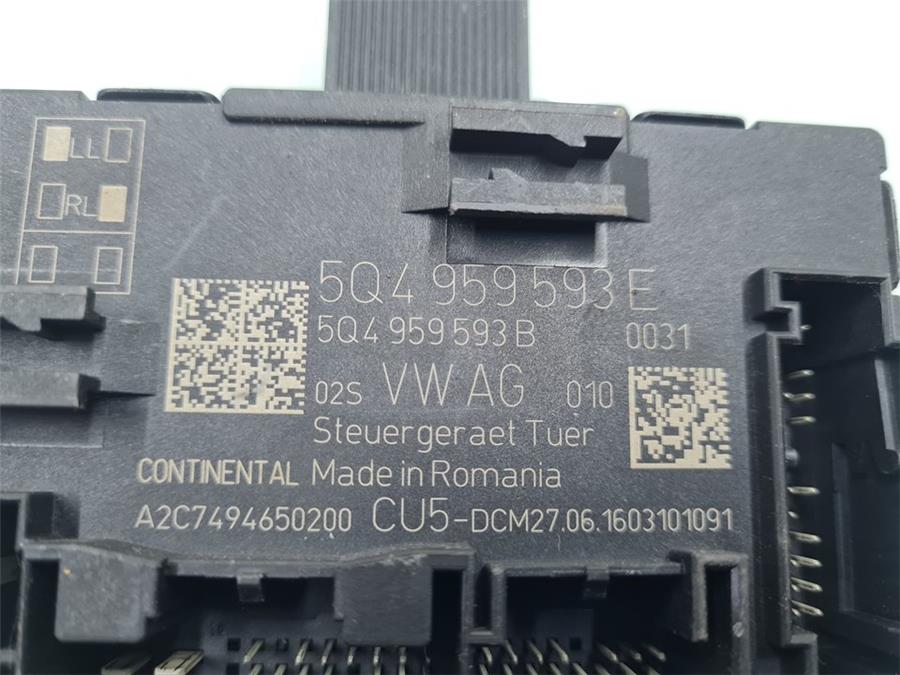 LL
RL
5Q4 959 593 E
5Q4 959 593 B 0031
02S VW AG 010
Steuergeraet Tuer
CONTINENTAL Made in Romania
A2C7494650200 CU5-DCM27.06.1603101091